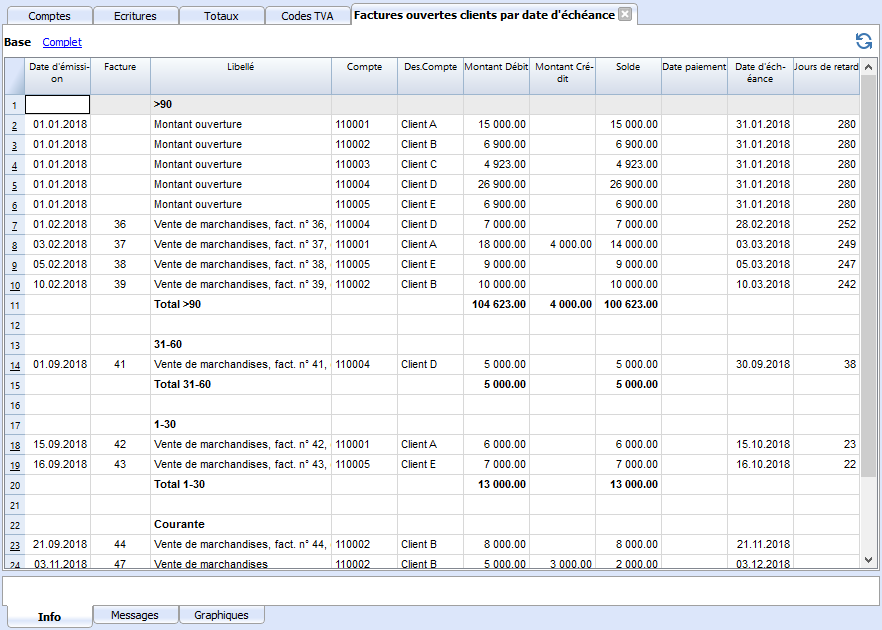 Comptes Ecritures Totaux Codes TVA Factures ouvertes clients par date d'échéance
Base Complet
Date d'émissi-
on Facture Libellé Compte Des.Compte Montant Débit Montant Cré-
dit Solde Date paiement Date d'éch-
éance Jours de retard
1 >90
2 01.01.2018 Montant ouverture 110001 Client A 15 000.00 15 000.00 31.01.2018 280
3 01.01.2018 Montant ouverture 110002 Client B 6 900.00 6 900.00 31.01.2018 280
4 01.01.2018 Montant ouverture 110003 Client C 4 923.00 4 923.00 31.01.2018 280
5 01.01.2018 Montant ouverture 110004 Client D 26 900.00 26 900.00 31.01.2018 280
6 01.01.2018 Montant ouverture 110005 Client E 6 900.00 6 900.00 31.01.2018 280
7 01.02.2018 36 Vente de marchandises, fact. n° 36, 110004 Client D 7 000.00 7 000.00 28.02.2018 252
8 03.02.2018 37 Vente de marchandises, fact. n° 37, 110001 Client A 18 000.00 4 000.00 14 000.00 03.03.2018 249
9 05.02.2018 38 Vente de marchandises, fact. n° 38, 110005 Client E 9 000.00 9 000.00 05.03.2018 247
10 10.02.2018 39 Vente de marchandises, fact. n° 39, 110002 Client B 10 000.00 10 000.00 10.03.2018 242
11 Total >90 104 623.00 4 000.00 100 623.00
12
13 31-60
14 01.09.2018 41 Vente de marchandises, fact. n° 41, 110004 Client D 5 000.00 5 000.00 30.09.2018 38
15 Total 31-60 5 000.00 5 000.00
16
17 1-30
18 15.09.2018 42 Vente de marchandises, fact. n° 42, 110001 Client A 6 000.00 6 000.00 15.10.2018 23
19 16.09.2018 43 Vente de marchandises, fact. n° 43, 110005 Client E 7 000.00 7 000.00 16.10.2018 22
20 Total 1-30 13 000.00 13 000.00
21
22 Courante
23 21.09.2018 44 Vente de marchandises, fact. n° 44, 110002 Client B 8 000.00 8 000.00 21.11.2018
24 03.11.2018 47 Vente de marchandises 110002 Client B 5 000.00 3 000.00 2 000.00 03.12.2018
Info Messages Graphiques